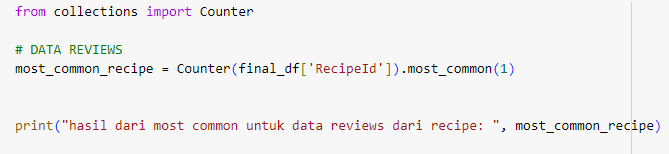 from collections import Counter
# DATA REVIEWS
most_common_recipe = Counter(final_df['RecipeId']).most_common(1)
print("hasil dari most common untuk data reviews dari recipe: ", most_common_recipe)